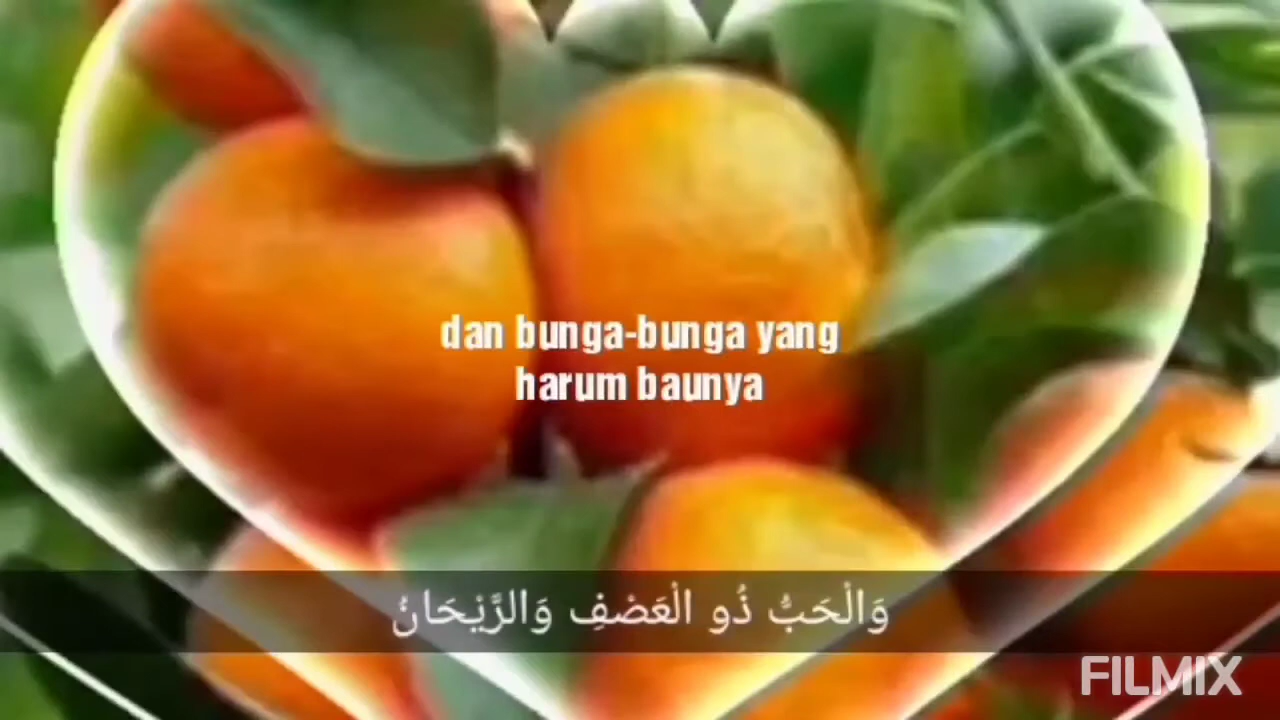 dan bunga-bunga yang
harum baunya
وَالْحَبُّ ذُو الْعَصْفِ وَالرَّيْحَانُ
FILMIX